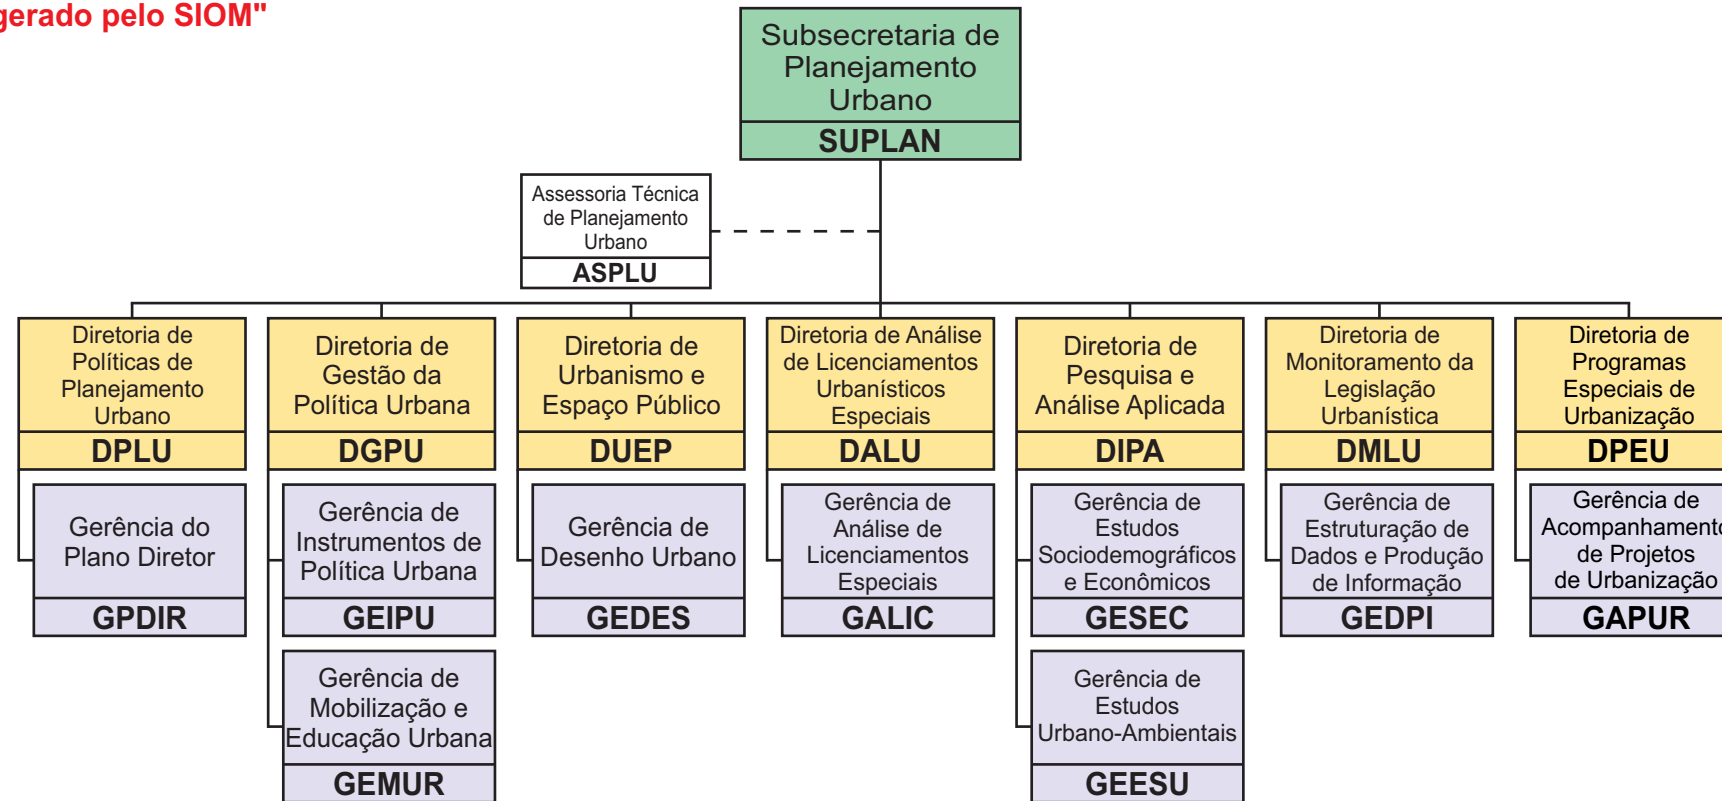 gerado pelo SIOM"
Subsecretaria de
Planejamento
Urbano
SUPLAN
Assessoria Técnica
de Planejamento
Urbano
ASPLU
Diretoria de
Políticas de
Planejamento
Urbano
DPLU
Diretoria de
Gestão da
Política Urbana
DGPU
Diretoria de
Urbanismo e
Espaço Público
DUEP
Diretoria de Análise
de Licenciamentos
Urbanísticos
Especiais
DALU
Diretoria de
Pesquisa e
Análise Aplicada
DIPA
Diretoria de
Monitoramento da
Legislação
Urbanística
DMLU
Diretoria de
Programas
Especiais de
Urbanização
DPEU
Gerência do
Plano Diretor
GPDIR
Gerência de
Instrumentos de
Política Urbana
GEIPU
Gerência de
Desenho Urbano
GEDES
Gerência de
Análise de
Licenciamentos
Especiais
GALIC
Gerência de
Estudos
Sociodemográficos
e Econômicos
GESEC
Gerência de
Estruturação de
Dados e Produção
de Informação
GEDPI
Gerência de
Acompanhamento
de Projetos
de Urbanização
GAPUR
Gerência de
Mobilização e
Educação Urbana
GEMUR
Gerência de
Estudos
Urbano-Ambientais
GEESU